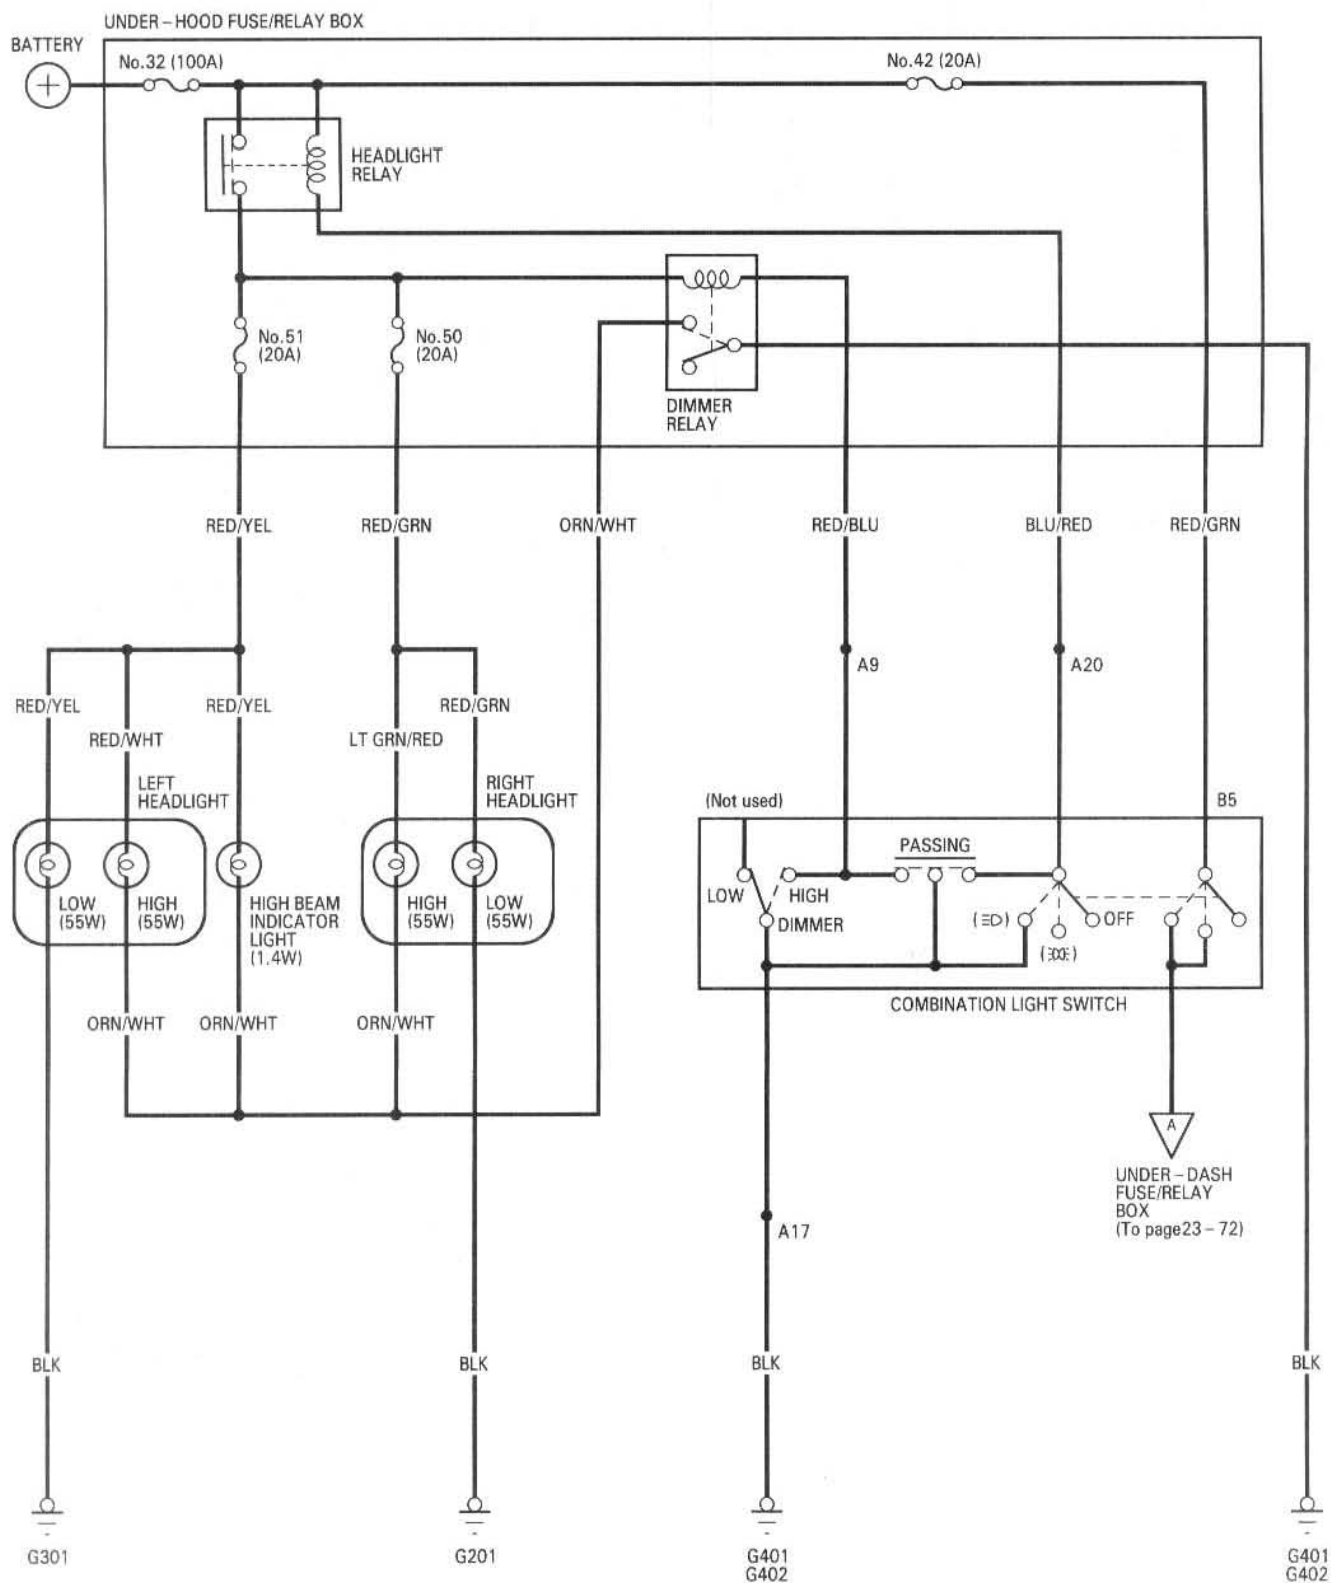 UNDER-HOOD FUSE/RELAY BOX
BATTERY
No.32 (100A)
No.42 (20A)
HEADLIGHT
RELAY
No.51
(20A)
No.50
(20A)
DIMMER
RELAY
RED/YEL
RED/GRN
ORN/WHT
RED/BLU
BLU/RED
RED/GRN
A9
A20
RED/YEL
RED/YEL
RED/GRN
RED/WHT
LT GRN/RED
LEFT
HEADLIGHT
RIGHT
HEADLIGHT
(Not used)
B5
PASSING
LOW
(55W)
HIGH
(55W)
HIGH BEAM
INDICATOR
LIGHT
(1.4W)
HIGH
(55W)
LOW
(55W)
LOW
HIGH
DIMMER
OFF
COMBINATION LIGHT SWITCH
ORN/WHT
ORN/WHT
ORN/WHT
A
UNDER-DASH
FUSE/RELAY
BOX
(To page23-72)
A17
BLK
BLK
BLK
BLK
G301
G201
G401
G402
G401
G402